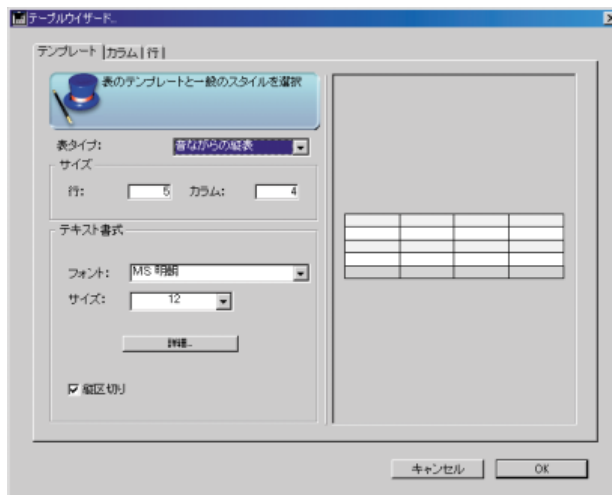 テーブルウィザード..
テンプレート カラム 行
表のテンプレートと一般のスタイルを選択
表タイプ: 昔ながらの縦表
サイズ
行: 5 カラム: 4
テキスト書式
フォント: MS 明朝
サイズ: 12
詳細..
縦区切り
キャンセル OK